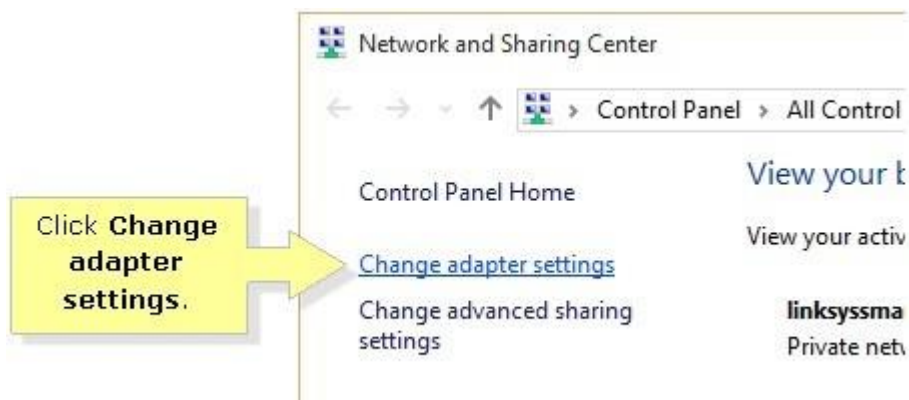 Network and Sharing Center
Control Panel > All Control
Control Panel Home
View your b
Click Change
adapter
settings.
View your activ
Change adapter settings
Change advanced sharing
settings
linksyssma
Private netw